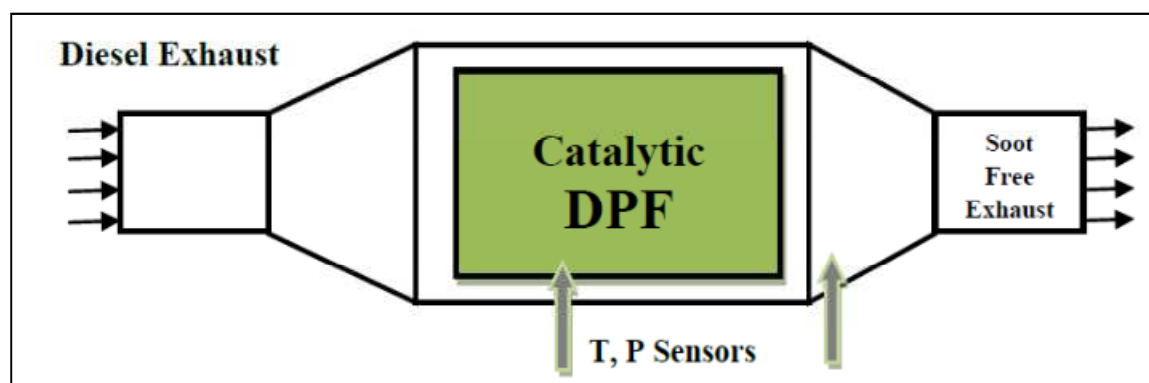 Diesel Exhaust
Catalytic
DPF
Soot
Free
Exhaust
T, P Sensors